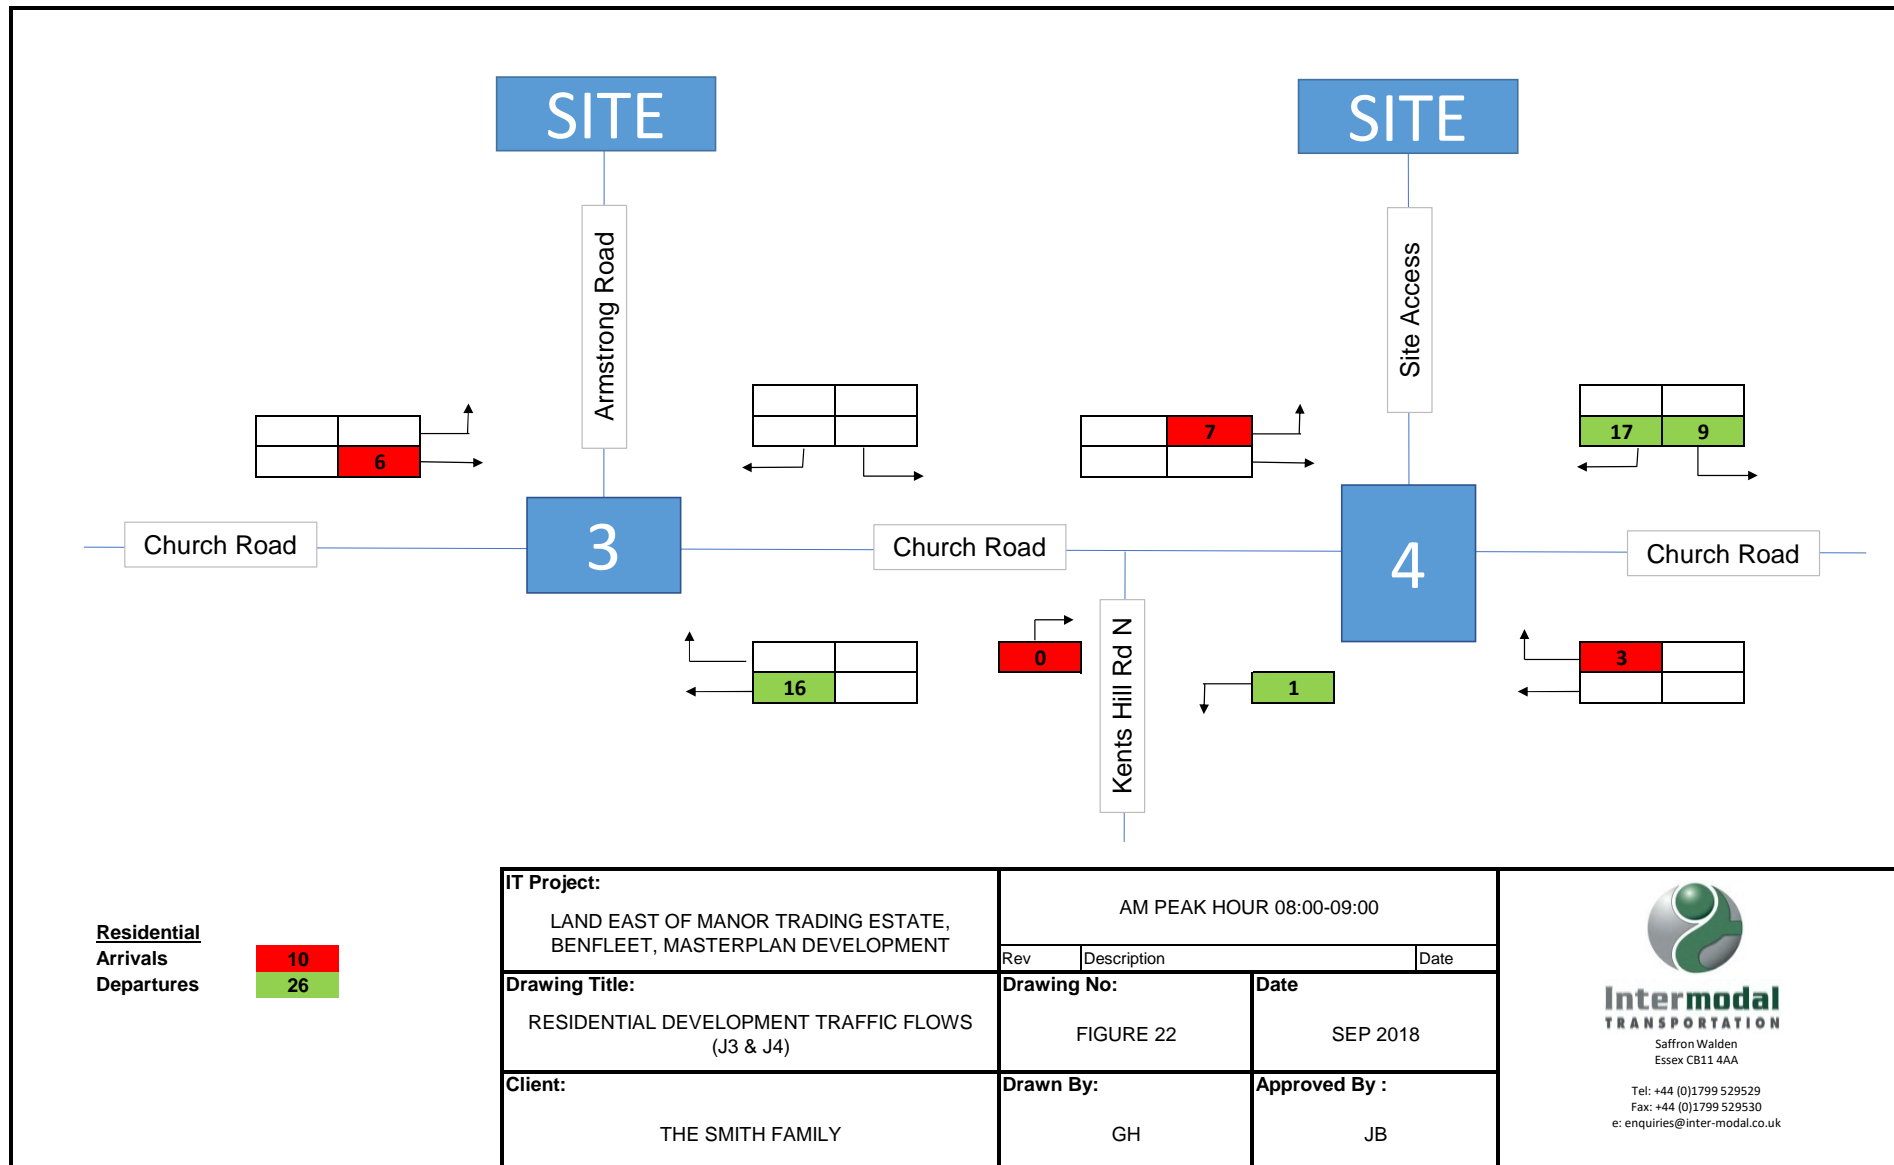 SITE
SITE
Armstrong Road
Site Access
7
17 9
6
Church Road
3
Church Road
4
Church Road
0
Kents Hill Rd N
3
16
1
Residential
Arrivals 10
Departures 26
IT Project:
LAND EAST OF MANOR TRADING ESTATE,
BENFLEET, MASTERPLAN DEVELOPMENT
AM PEAK HOUR 08:00-09:00
Rev Description Date
Drawing Title:
RESIDENTIAL DEVELOPMENT TRAFFIC FLOWS
(J3 & J4)
Drawing No:
FIGURE 22
Date
SEP 2018
Client:
THE SMITH FAMILY
Drawn By:
GH
Approved By :
JB
Intermodal
TRANSPORTATION
Saffron Walden
Essex CB11 4AA
Tel: +44 (0)1799 529529
Fax: +44 (0)1799 529530
e: enquiries@inter-modal.co.uk